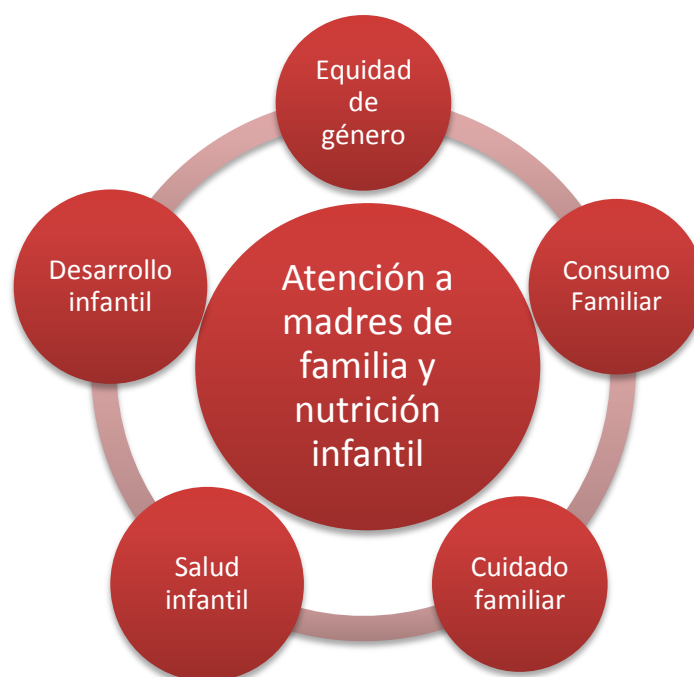 Equidad
de
género
Desarrollo
infantil
Consumo
Familiar
Atención a
madres de
familia y
nutrición
infantil
Salud
infantil
Cuidado
familiar